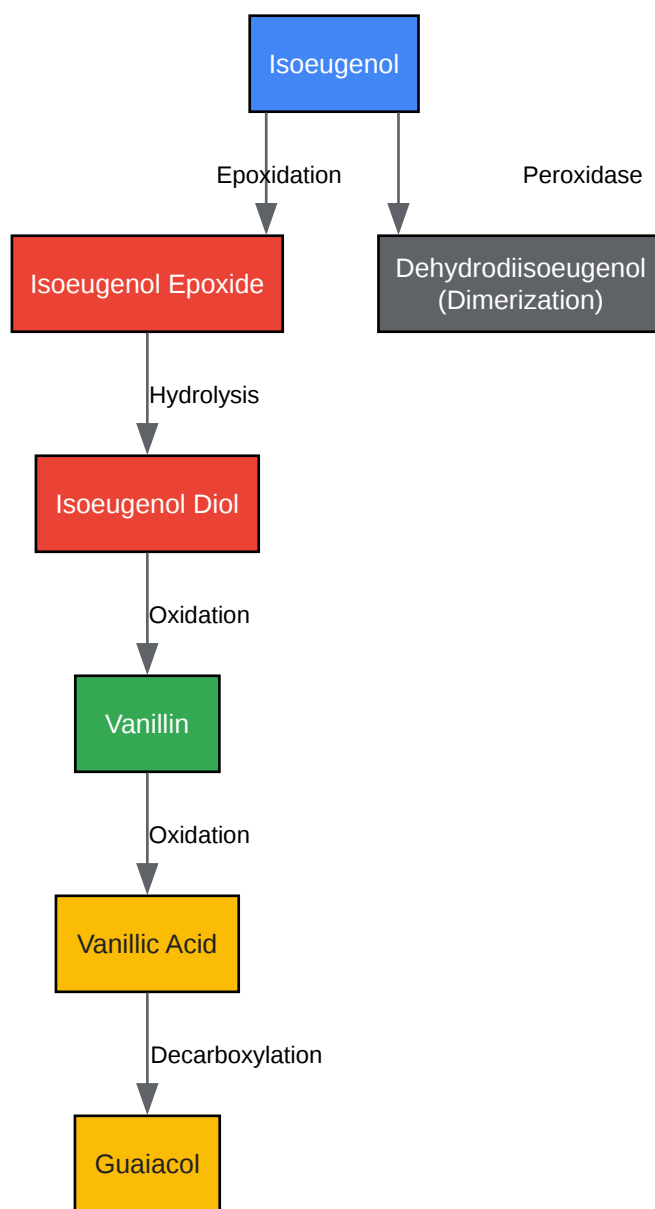 Isoeugenol
Epoxidation
Peroxidase
Isoeugenol Epoxide
Dehydrodiisoeugenol
(Dimerization)
Hydrolysis
Isoeugenol Diol
Oxidation
Vanillin
Oxidation
Vanillic Acid
Decarboxylation
Guaiacol